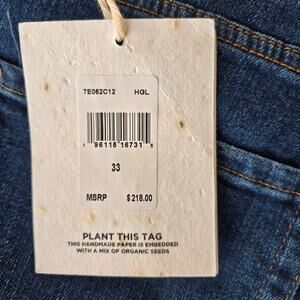 7E062C12 HGL
1 96115 16731 5
33
MSRP $218.00
PLANT THIS TAG
THIS HANDMADE PAPER IS EMBEDDED
WITH A MIX OF ORGANIC SEEDS